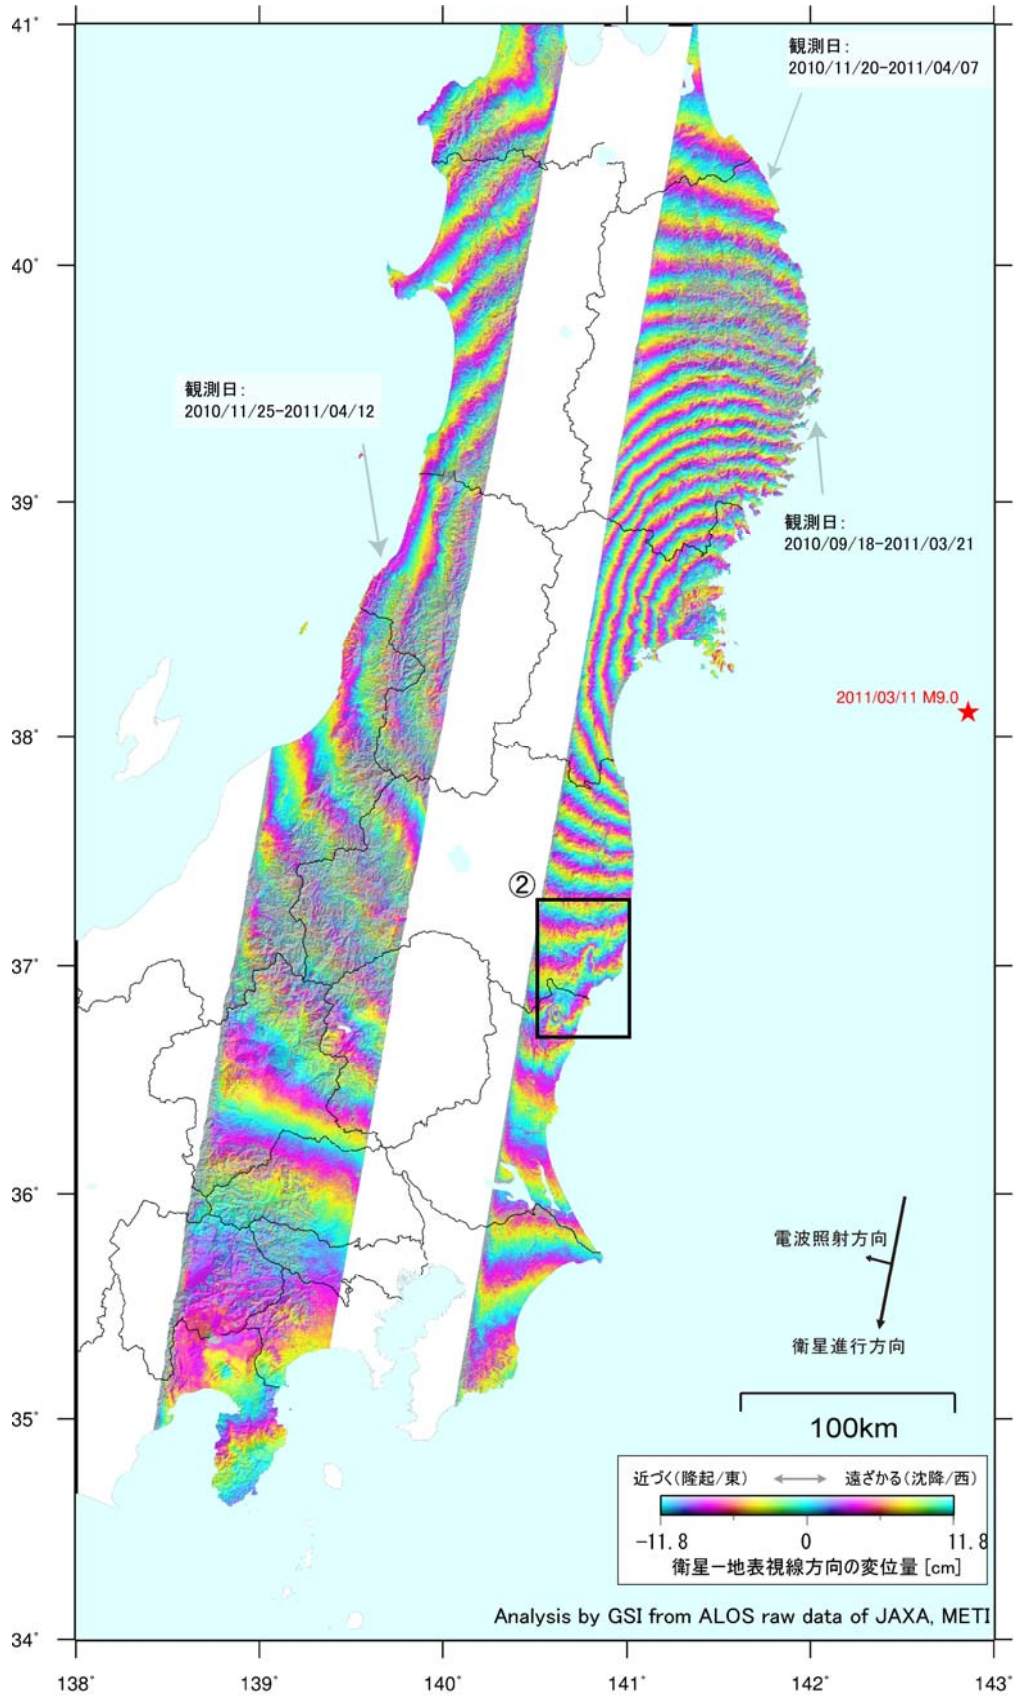 41°
観測日:
2010/11/20-2011/04/07
40°
観測日:
2010/11/25-2011/04/12
39°
観測日:
2010/09/18-2011/03/21
2011/03/11 M9.0
38°
②
37°
36°
電波照射方向
衛星進行方向
35°
100km
近づく(隆起/東) 遠ざかる(沈降/西)
-11.8 0 11.8
衛星ー地表視線方向の変位量 [cm]
Analysis by GSI from ALOS raw data of JAXA, METI
34°
138° 139° 140° 141° 142° 143°